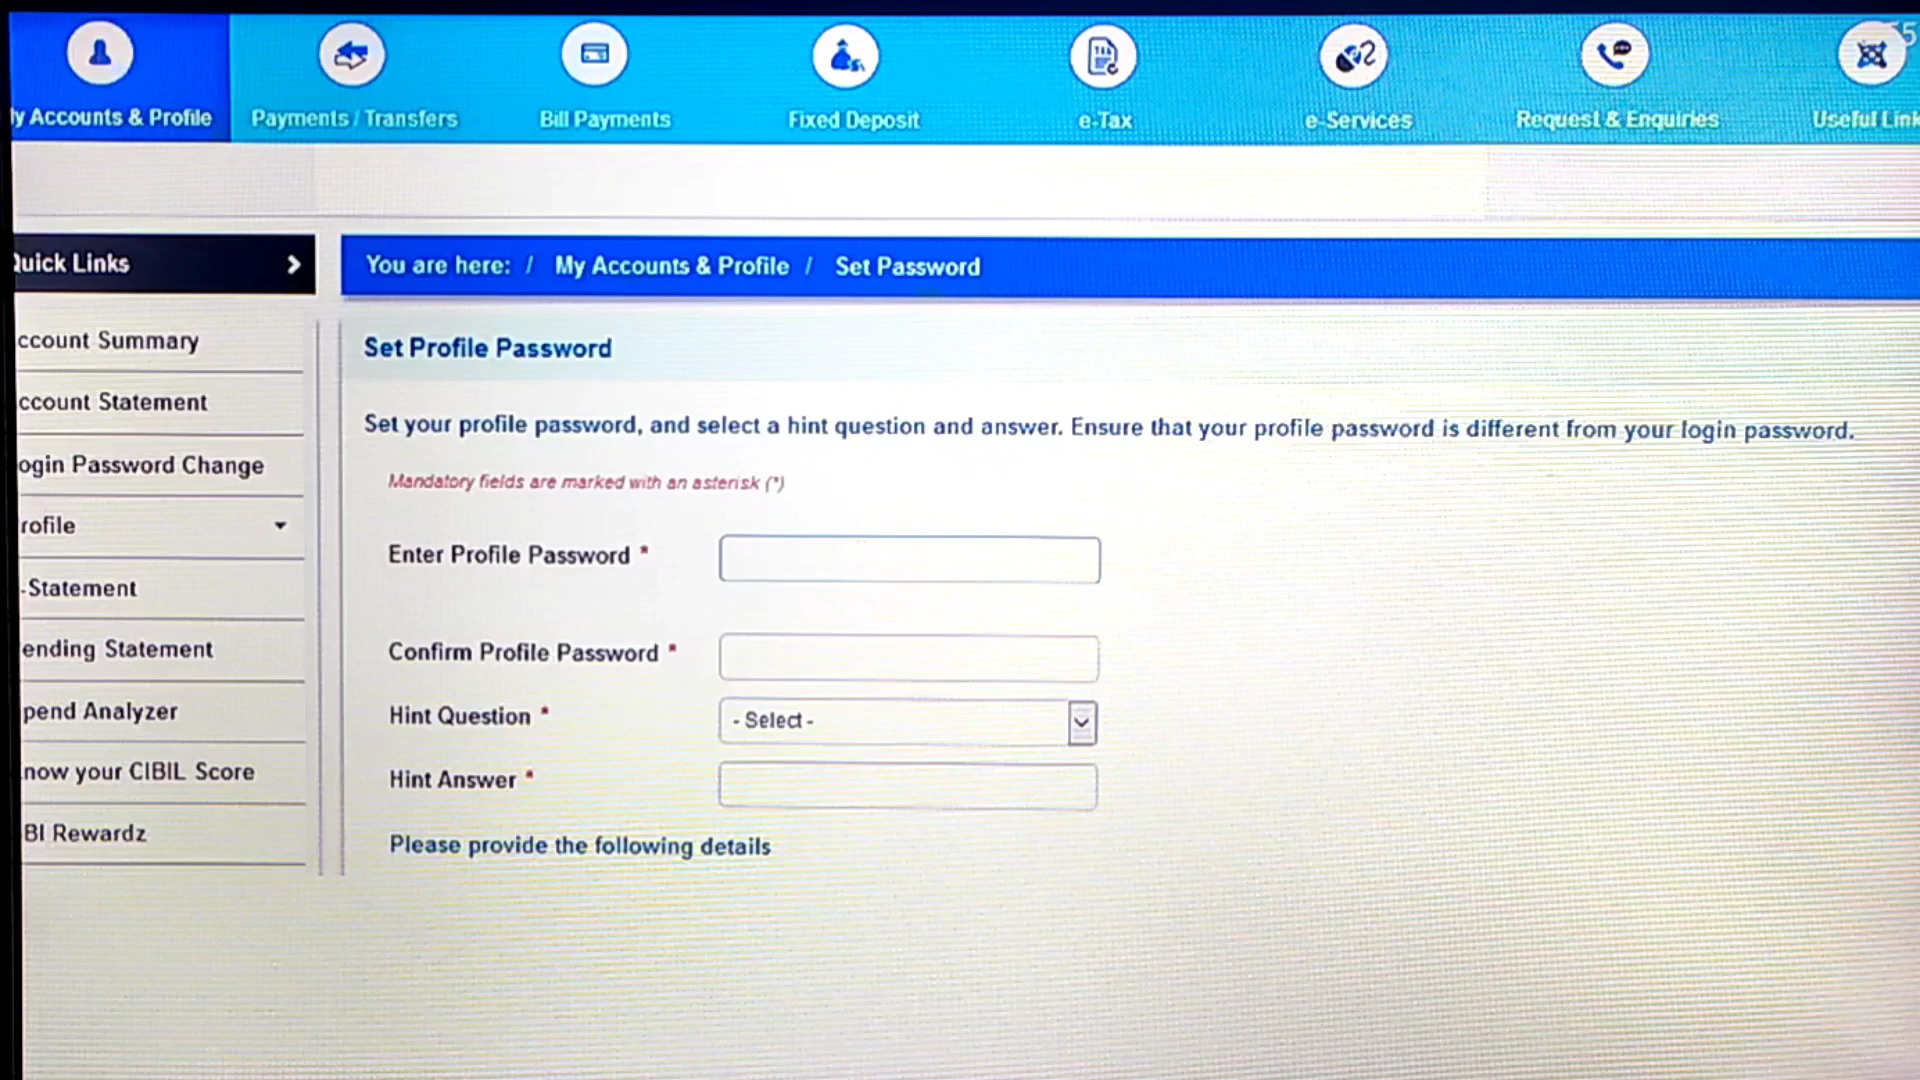 y Accounts & Profile
Payments / Transfers
Bill Payments
Fixed Deposit
e-Tax
e-Services
Request & Enquiries
Useful Link
Quick Links
You are here: / My Accounts & Profile / Set Password
ccount Summary
ccount Statement
ogin Password Change
rofile
-Statement
ending Statement
pend Analyzer
now your CIBIL Score
BI Rewardz
Set Profile Password
Set your profile password, and select a hint question and answer. Ensure that your profile password is different from your login password.
Mandatory fields are marked with an asterisk (*)
Enter Profile Password *
Confirm Profile Password *
Hint Question *
- Select -
Hint Answer *
Please provide the following details